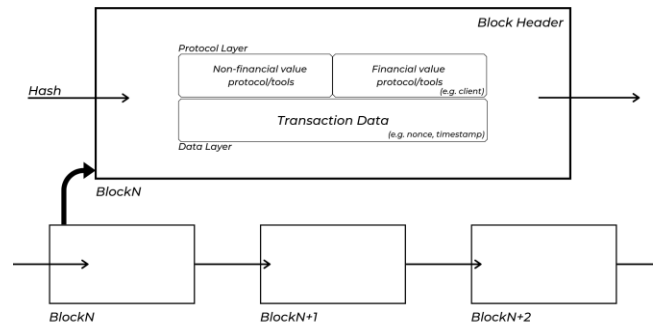 Block Header
Protocol Layer
Non-financial value
protocol/tools
Financial value
protocol/tools
(e.g. client)
Hash
Transaction Data
(e.g. nonce, timestamp)
Data Layer
BlockN
BlockN
BlockN+1
BlockN+2